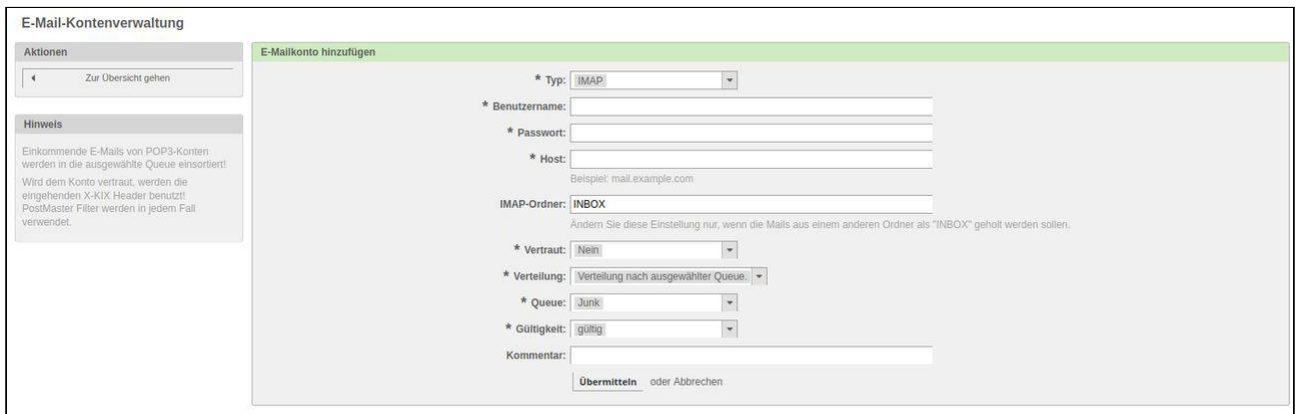 E-Mail-Kontenverwaltung
Aktionen
Zur Übersicht gehen
Hinweis
Einkommende E-Mails von POP3-Konten
werden in die ausgewählte Queue einsortiert!
Wird dem Konto vertraut, werden die
eingehenden X-KIX Header benutzt!
PostMaster Filter werden in jedem Fall
verwendet.
E-Mailkonto hinzufügen
* Typ: IMAP
* Benutzername:
* Passwort:
* Host:
Beispiel: mail.example.com
IMAP-Ordner: INBOX
Ändern Sie diese Einstellung nur, wenn die Mails aus einem anderen Ordner als "INBOX" geholt werden sollen.
* Vertraut: Nein
* Verteilung: Verteilung nach ausgewählter Queue.
* Queue: Junk
* Gültigkeit: gültig
Kommentar:
Übermitteln oder Abbrechen